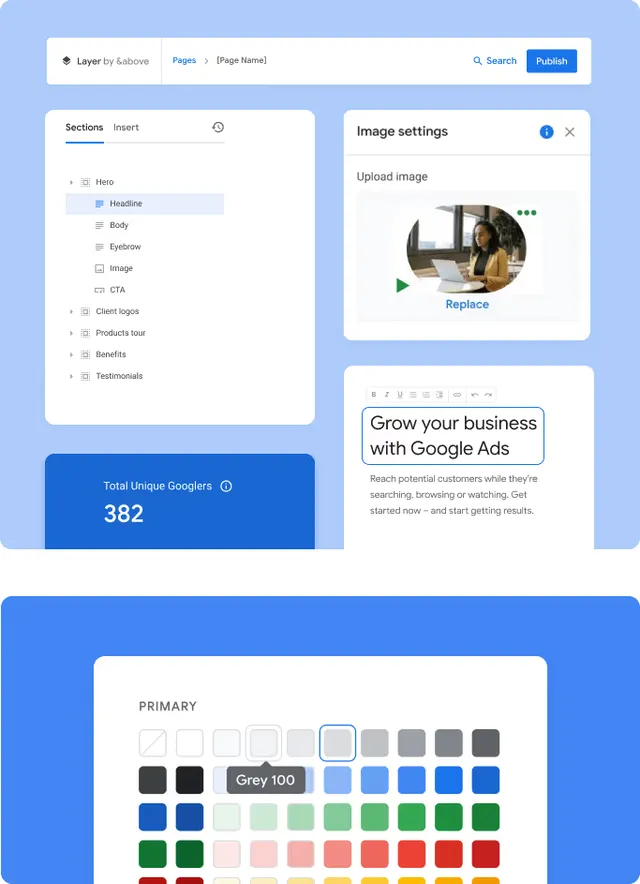 Layer by &above
Pages
[Page Name]
Search
Publish
Sections
Insert
Hero
Headline
Body
Eyebrow
Image
CTA
Client logos
Products tour
Benefits
Testimonials
Image settings
Upload image
Replace
B I U
Grow your business
with Google Ads
Reach potential customers while they're
searching, browsing or watching. Get
started now – and start getting results.
Total Unique Googlers
382
PRIMARY
Grey 100